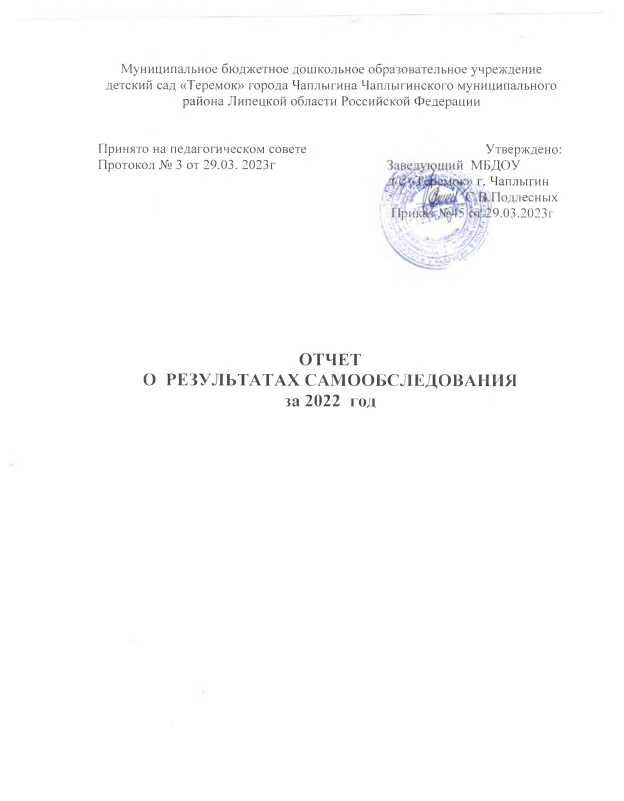 Муниципальное бюджетное дошкольное образовательное учреждение
детский сад «Теремок» города Чаплыгина Чаплыгинского муниципального
района Липецкой области Российской Федерации
Принято на педагогическом совете
Протокол № 3 от 29.03. 2023г
Утверждено:
Заведующий МБДОУ
д/с «Теремок» г. Чаплыгин
С.В.Подлесных
Приказ №45 от 29.03.2023г
ОТЧЕТ
О РЕЗУЛЬТАТАХ САМООБСЛЕДОВАНИЯ
за 2022 год